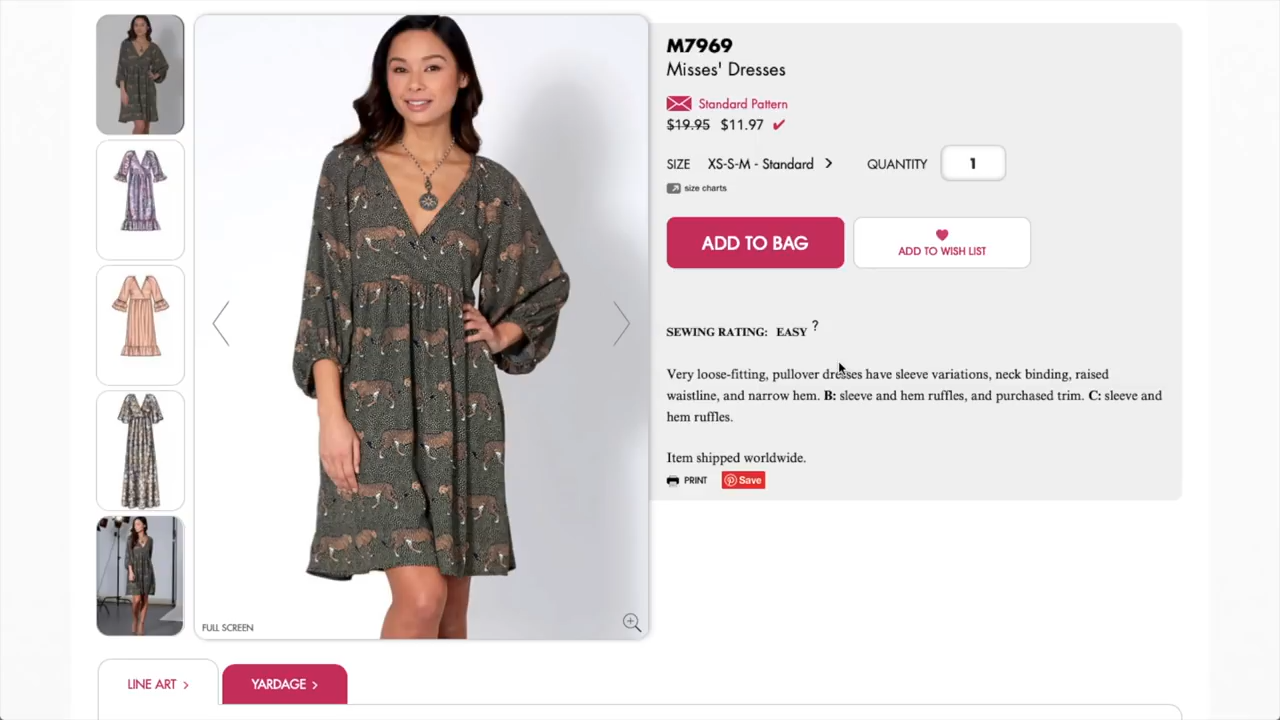 M7969
Misses' Dresses
Standard Pattern
$19.95 $11.97
SIZE XS-S-M - Standard QUANTITY 1
size charts
ADD TO BAG
ADD TO WISH LIST
SEWING RATING: EASY ?
Very loose-fitting, pullover dresses have sleeve variations, neck binding, raised
waistline, and narrow hem. B: sleeve and hem ruffles, and purchased trim. C: sleeve and
hem ruffles.
Item shipped worldwide.
PRINT Save
FULL SCREEN
LINE ART > YARDAGE >